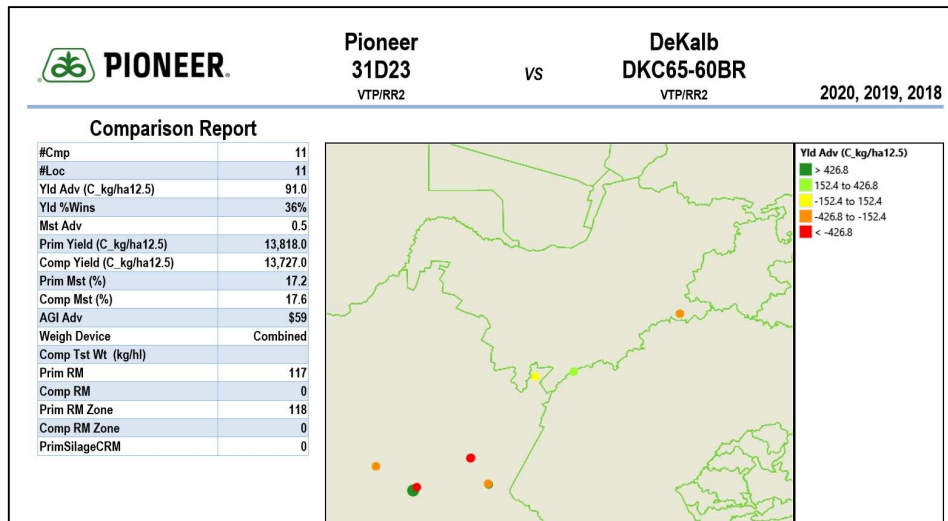 PIONEER.
Pioneer
31D23
VTP/RR2
VS
DeKalb
DKC65-60BR
VTP/RR2
2020, 2019, 2018
Comparison Report
#Cmp 11
#Loc 11
Yld Adv (C_kg/ha12.5) 91.0
Yld %Wins 36%
Mst Adv 0.5
Prim Yield (C_kg/ha12.5) 13,818.0
Comp Yield (C_kg/ha12.5) 13,727.0
Prim Mst (%) 17.2
Comp Mst (%) 17.6
AGI Adv $59
Weigh Device Combined
Comp Tst Wt (kg/hl)
Prim RM 117
Comp RM 0
Prim RM Zone 118
Comp RM Zone 0
PrimSilageCRM 0
Yld Adv (C_kg/ha12.5)
> 426.8
152.4 to 426.8
-152.4 to 152.4
-426.8 to -152.4
< -426.8